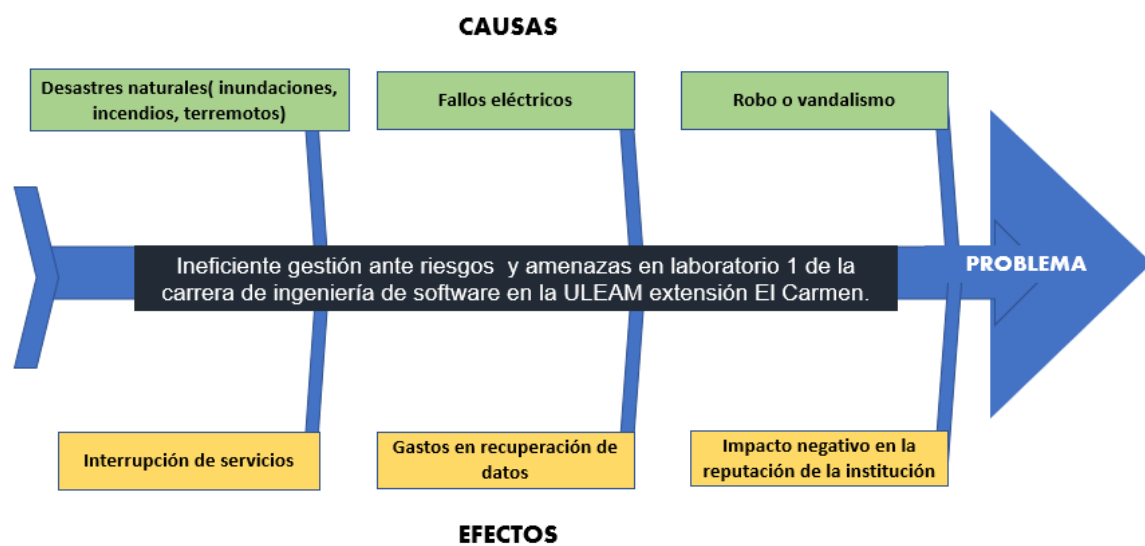 CAUSAS
Desastres naturales( inundaciones,
incendios, terremotos)
Fallos eléctricos
Robo o vandalismo
Ineficiente gestión ante riesgos y amenazas en laboratorio 1 de la
carrera de ingeniería de software en la ULEAM extensión El Carmen.
PROBLEMA
Interrupción de servicios
Gastos en recuperación de
datos
Impacto negativo en la
reputación de la institución
EFECTOS